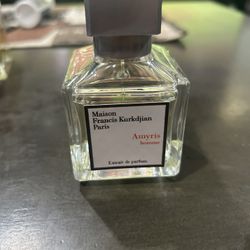 Maison
Francis Kurkdjian
Paris
Amyris
homme
Extrait de parfum